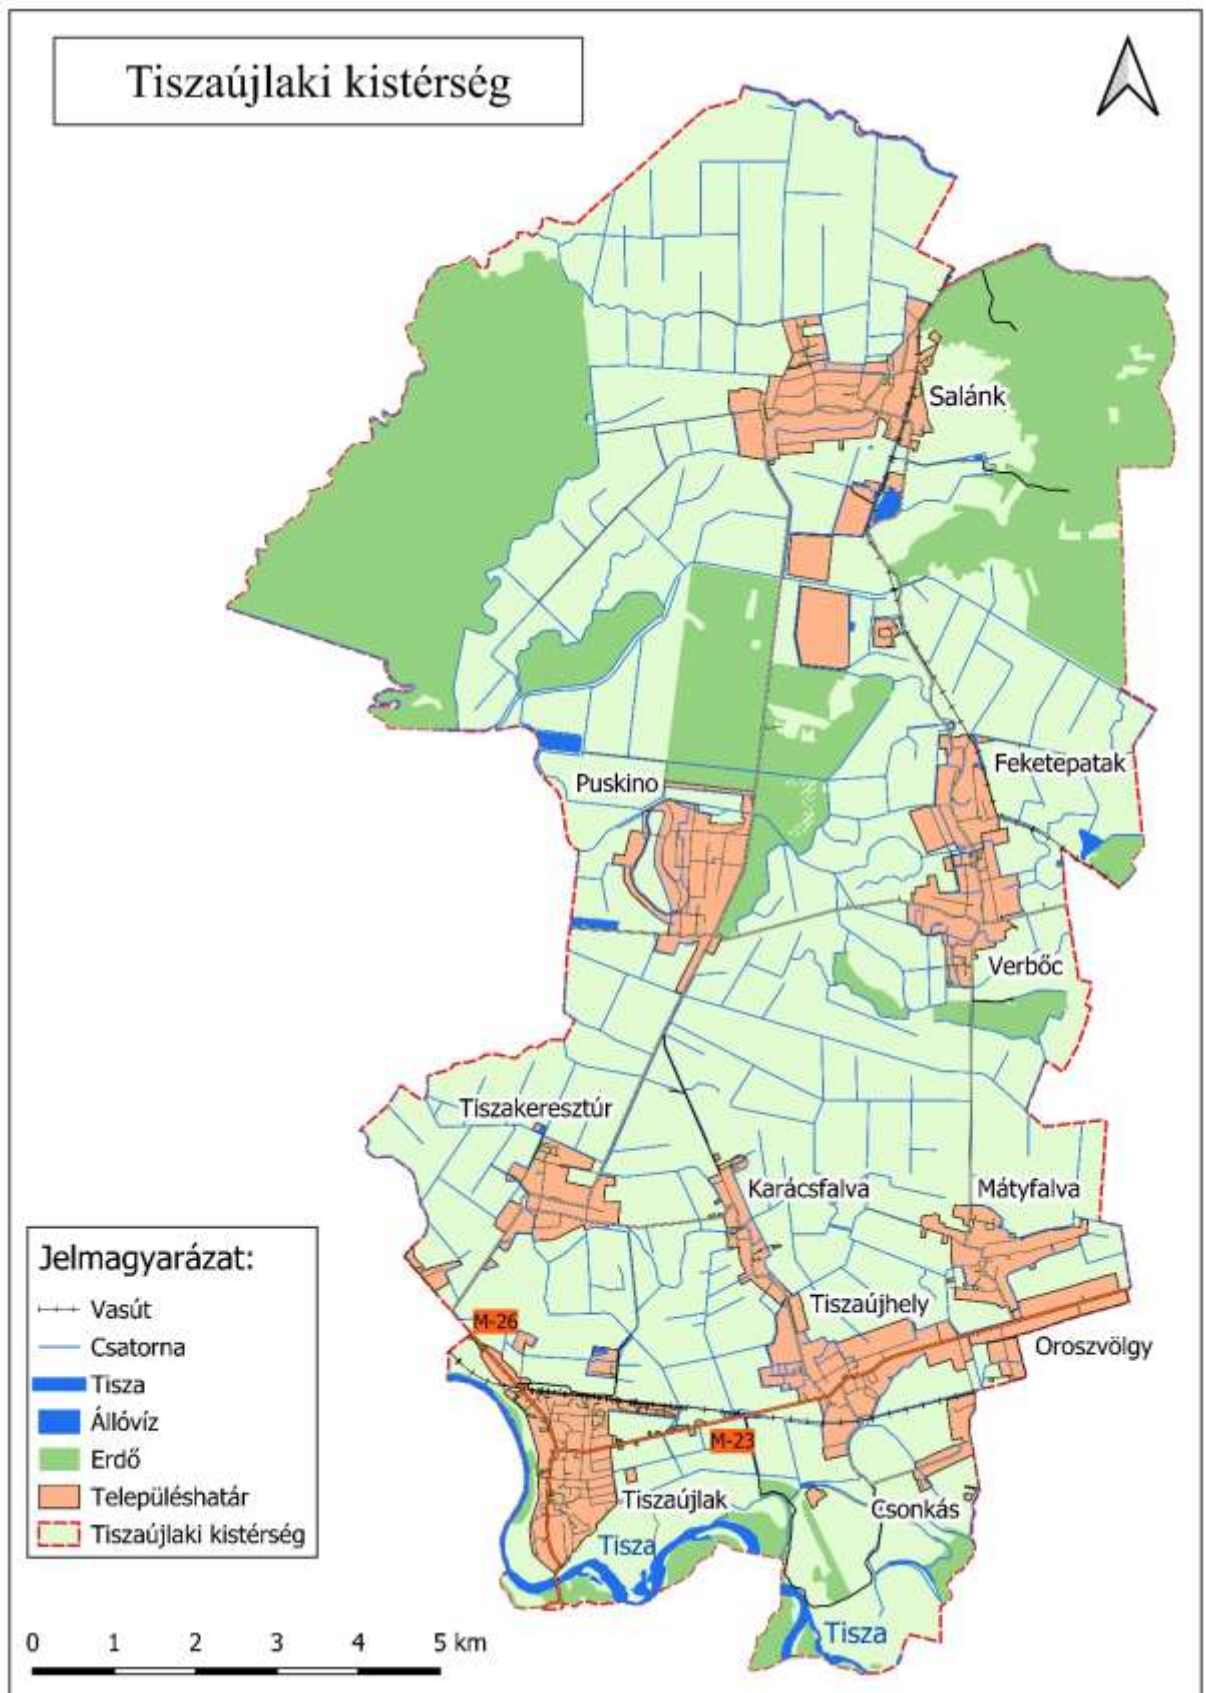 Tiszaújlaki kistérség
Salánk
Feketepatak
Puskino
Verbőc
Tiszakeresztúr
Karácsfalva
Mátyfalva
Tiszaújhely
M-26
Oroszvölgy
M-23
Tiszaújlak
Csonkás
Tisza
Tisza
Jelmagyarázat:
Vasút
Csatorna
Tisza
Állóvíz
Erdő
Településhatár
Tiszaújlaki kistérség
0 1 2 3 4 5 km